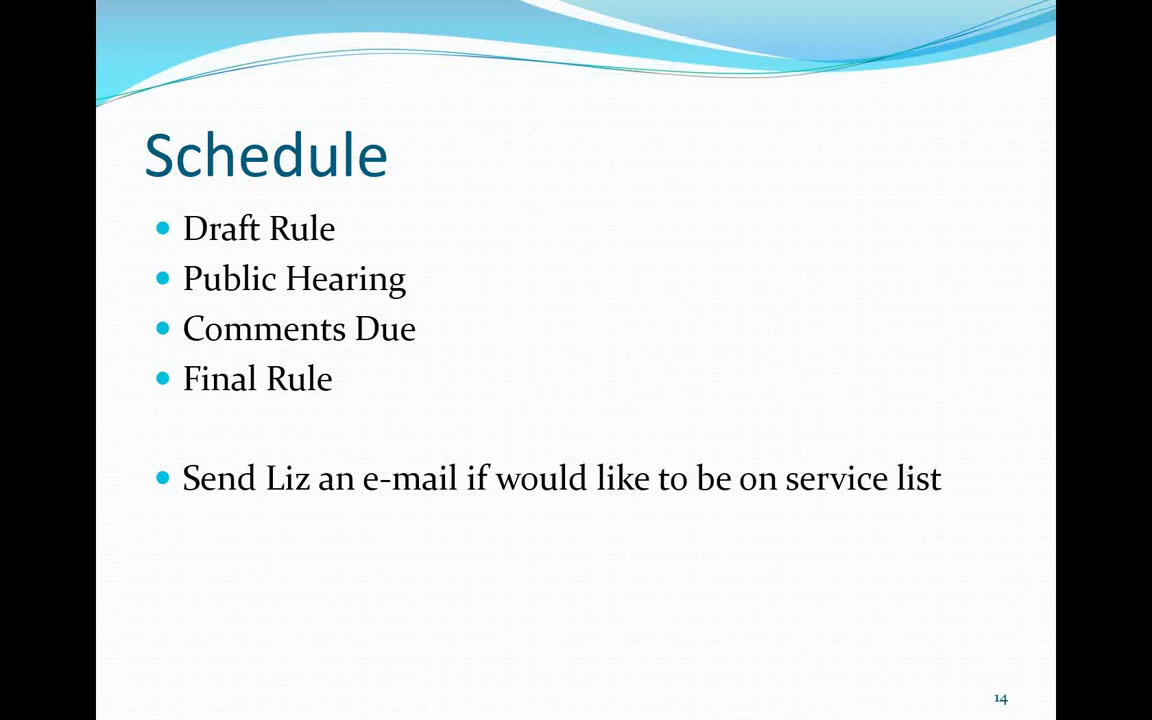 Schedule
Draft Rule
Public Hearing
Comments Due
Final Rule
Send Liz an e-mail if would like to be on service list
14